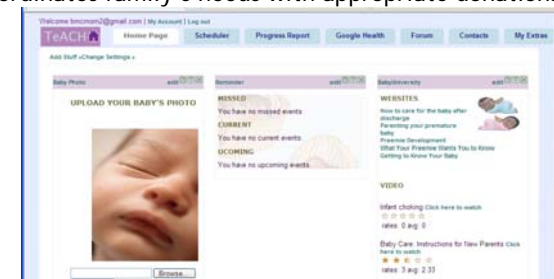 ordinates family's needs with appropriate donations
Welcome bmcmom2@gmail.com | My Account | Log out
TeACH
Home Page
Scheduler
Progress Report
Google Health
Forum
Contacts
My Extras
Add Stuff »Change Settings »
Baby Photo
edit
UPLOAD YOUR BABY'S PHOTO
Browse...
Reminder
edit
MISSED
You have no missed events
CURRENT
You have no current events
UCOMING
You have no upcoming events
BabyUniversity
edit
WEBSITES
How to care for the baby after
discharge
Parenting your premature
baby
Preemie Development
What Your Preemie Wants You to Know
Getting to Know Your Baby
VIDEO
Infant choking Click here to watch
rates: 0 avg: 0
Baby Care: Instructions for New Parents Click
here to watch
rates: 3 avg: 2.33